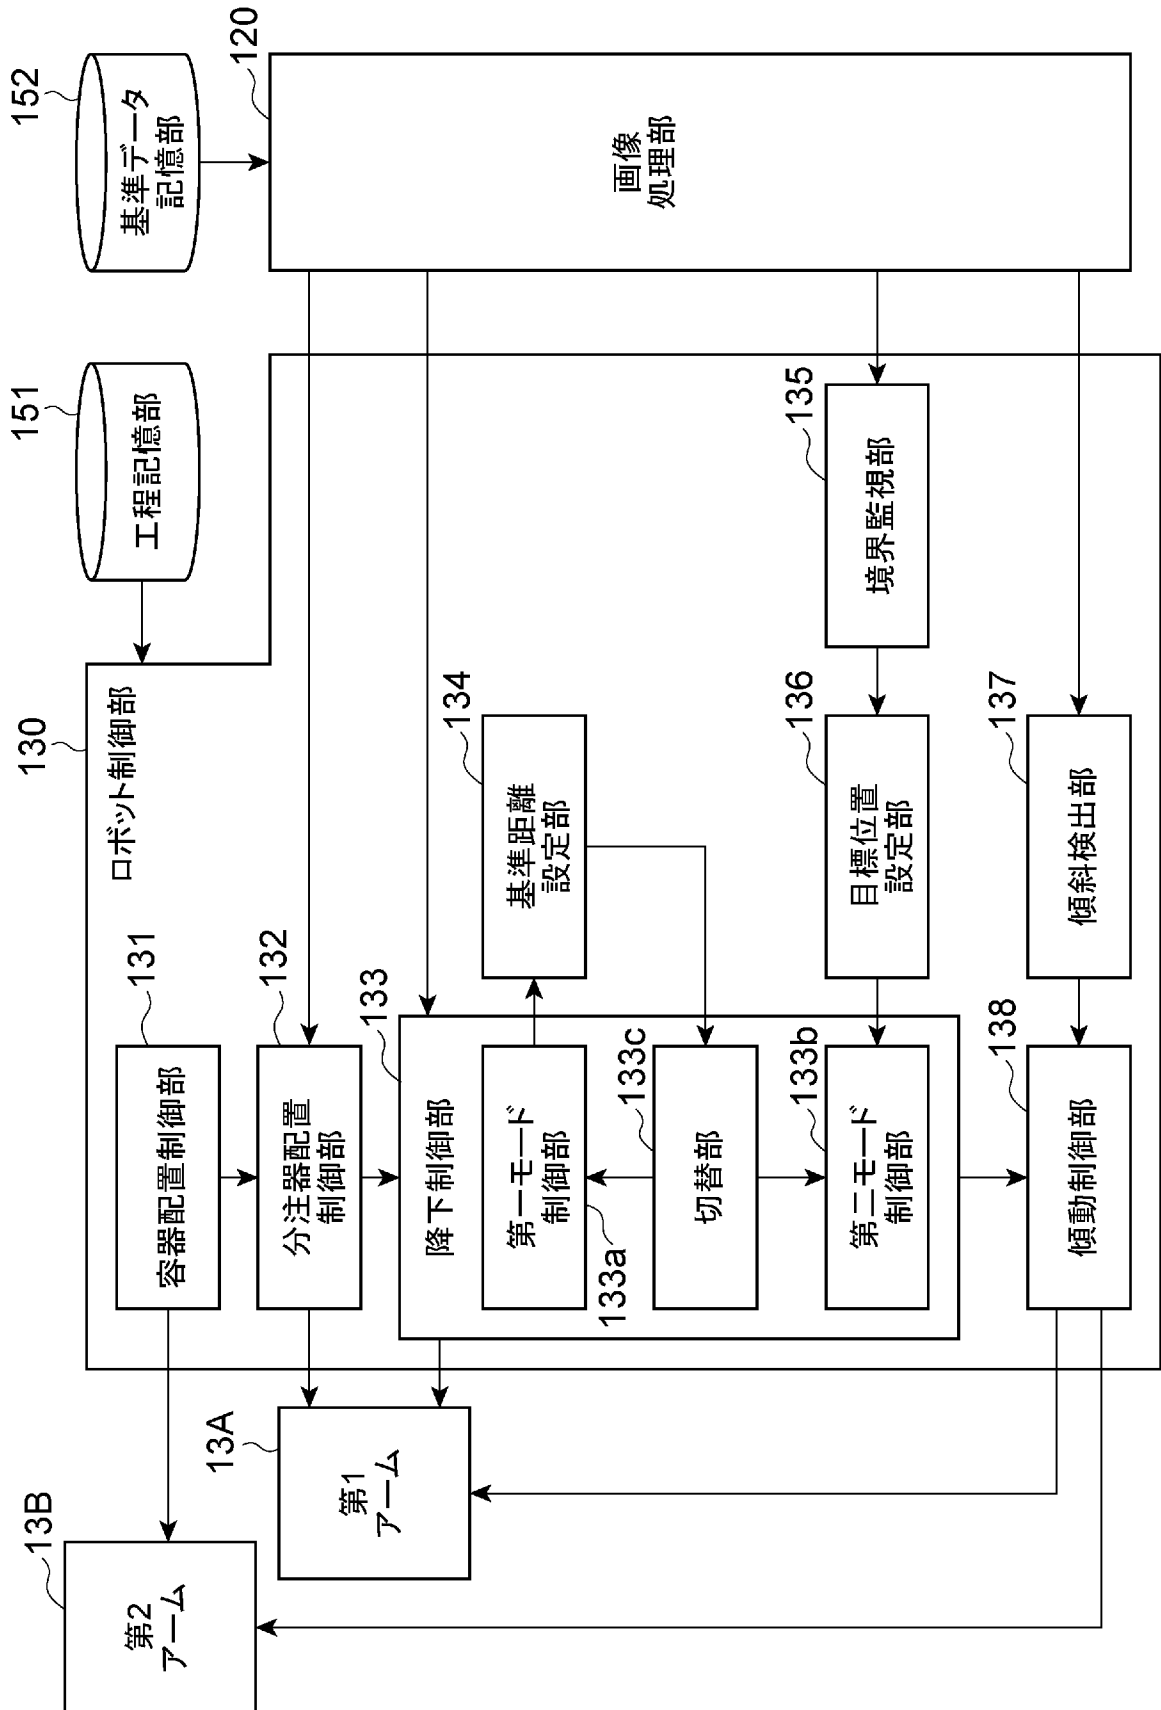 13B
第2
アーム
13A
第1
アーム
130
ロボット制御部
131
容器配置制御部
132
分注器配置
制御部
133
降下制御部
第一モード
制御部
133a
133c
切替部
133b
第二モード
制御部
138
傾動制御部
134
基準距離
設定部
136
目標位置
設定部
137
傾斜検出部
135
境界監視部
151
工程記憶部
152
基準データ
記憶部
120
画像
処理部